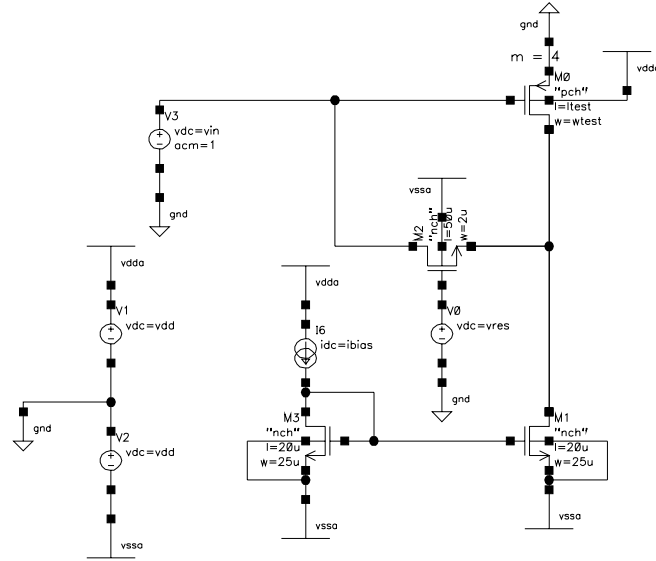 gnd
m = 4
M0
vdda
"pch"
l=ltest
w=wtest
V3
vdc=vin
acm=1
gnd
vssa
M2
"nch"
l=50u
w=2u
vdda
vdda
V1
vdc=vdd
V0
vdc=vres
I6
idc=ibias
gnd
gnd
V2
vdc=vdd
M3
"nch"
l=20u
w=25u
M1
"nch"
l=20u
w=25u
vssa
vssa
vssa